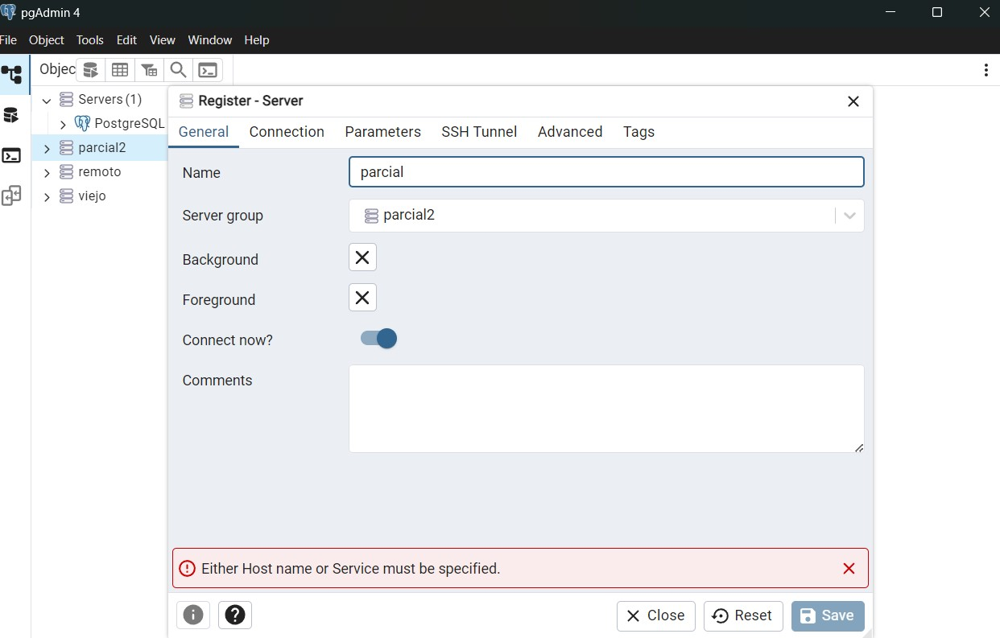 pgAdmin 4
File Object Tools Edit View Window Help
Objec
Servers (1)
PostgreSQL
parcial2
remoto
viejo
Register - Server
General Connection Parameters SSH Tunnel Advanced Tags
Name parcial
Server group parcial2
Background
Foreground
Connect now?
Comments
Either Host name or Service must be specified.
Close Reset Save